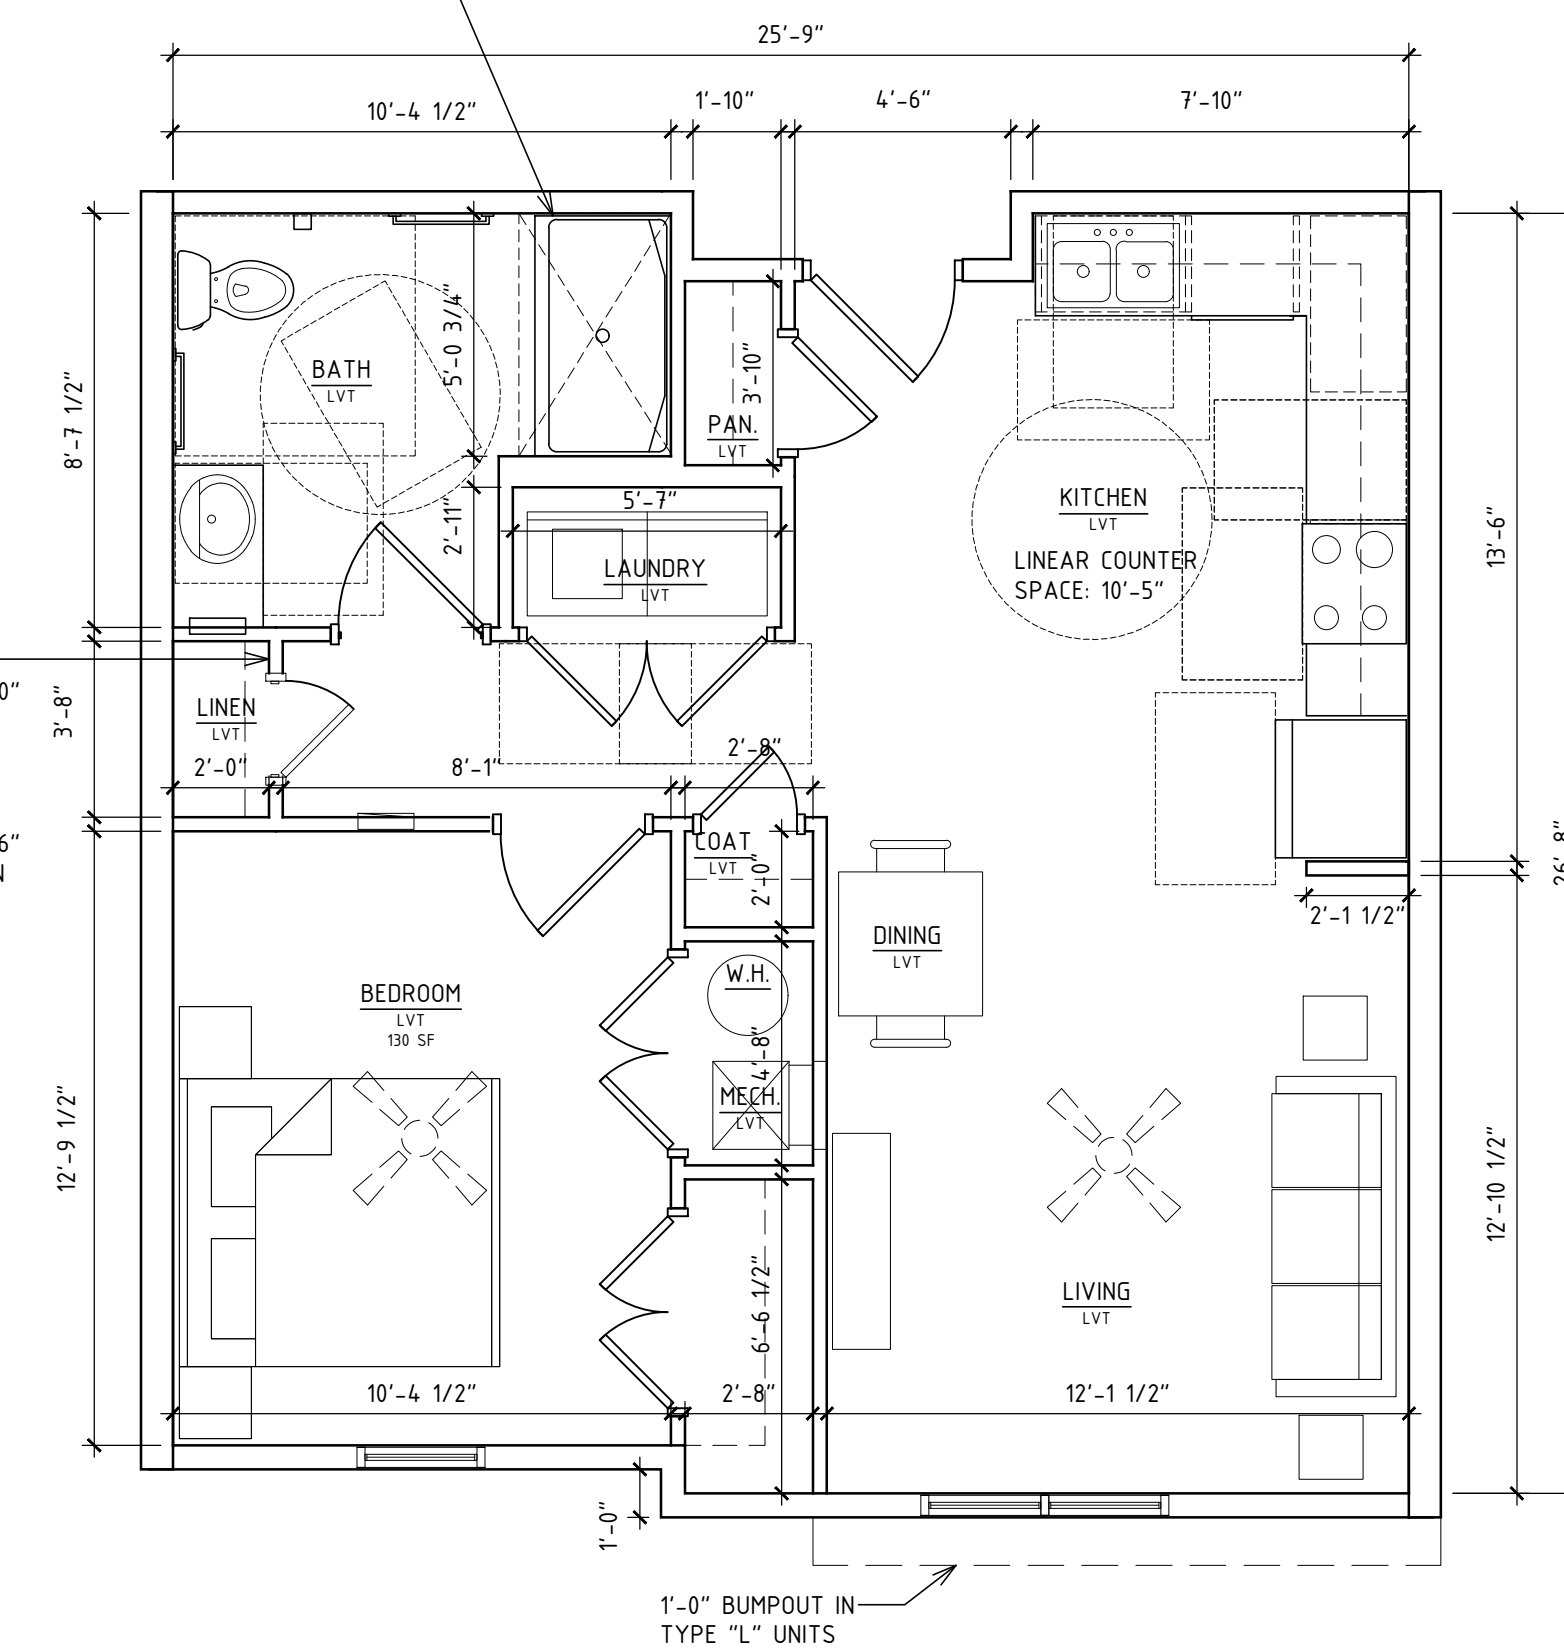 25'-9"
10'-4 1/2"
1'-10"
4'-6"
7'-10"
8'-7 1/2"
5'-0 3/4"
BATH
LVT
3'-10"
PAN.
LVT
KITCHEN
LVT
LINEAR COUNTER
SPACE: 10'-5"
13'-6"
2'-11"
5'-7"
LAUNDRY
LVT
0"
3'-8"
LINEN
LVT
2'-0"
8'-1"
2'-8"
6"
N
COAT
LVT
2'-0"
26'-8"
2'-1 1/2"
DINING
LVT
W.H.
BEDROOM
LVT
130 SF
4'-8"
MECH.
LVT
12'-9 1/2"
12'-10 1/2"
6'-6 1/2"
LIVING
LVT
10'-4 1/2"
2'-8"
12'-1 1/2"
1'-0"
1'-0" BUMPOUT IN
TYPE "L" UNITS